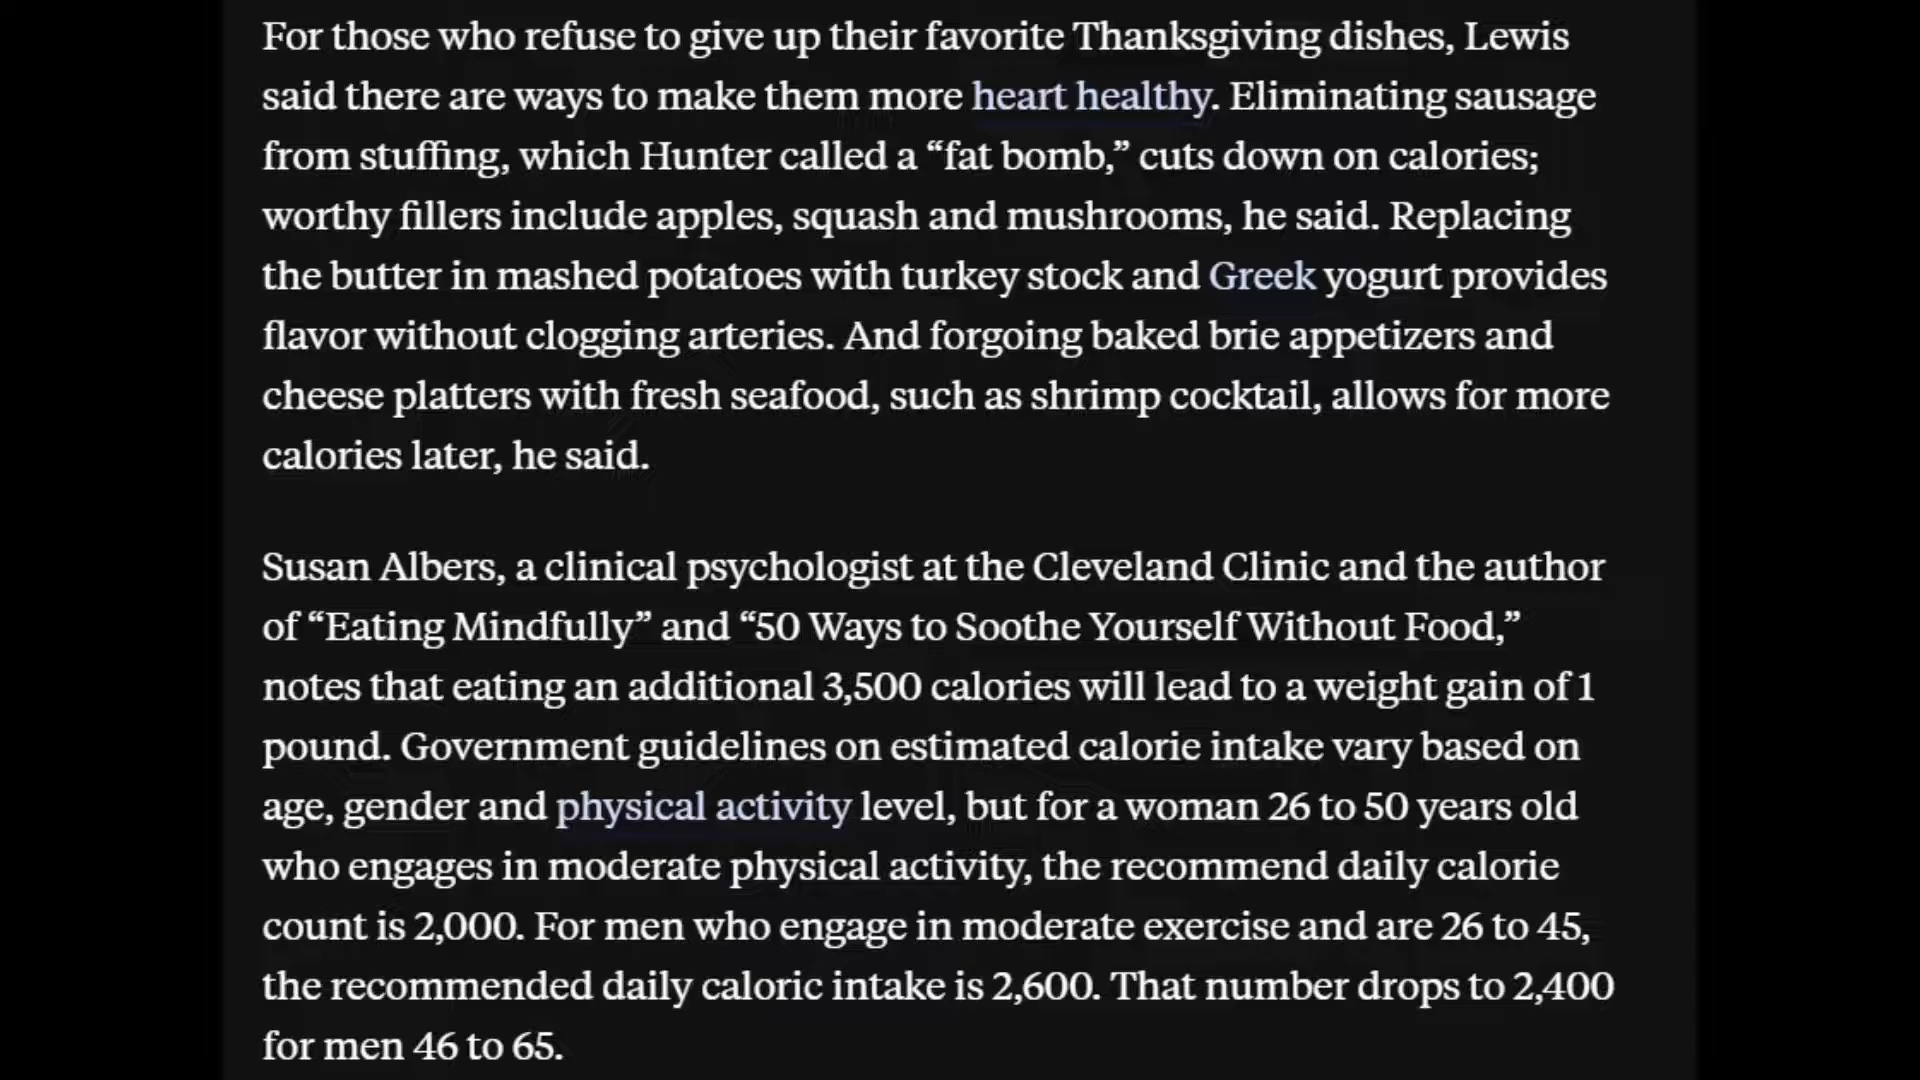 For those who refuse to give up their favorite Thanksgiving dishes, Lewis
said there are ways to make them more heart healthy. Eliminating sausage
from stuffing, which Hunter called a “fat bomb,” cuts down on calories;
worthy fillers include apples, squash and mushrooms, he said. Replacing
the butter in mashed potatoes with turkey stock and Greek yogurt provides
flavor without clogging arteries. And forgoing baked brie appetizers and
cheese platters with fresh seafood, such as shrimp cocktail, allows for more
calories later, he said.
Susan Albers, a clinical psychologist at the Cleveland Clinic and the author
of “Eating Mindfully” and “50 Ways to Soothe Yourself Without Food,”
notes that eating an additional 3,500 calories will lead to a weight gain of 1
pound. Government guidelines on estimated calorie intake vary based on
age, gender and physical activity level, but for a woman 26 to 50 years old
who engages in moderate physical activity, the recommend daily calorie
count is 2,000. For men who engage in moderate exercise and are 26 to 45,
the recommended daily caloric intake is 2,600. That number drops to 2,400
for men 46 to 65.